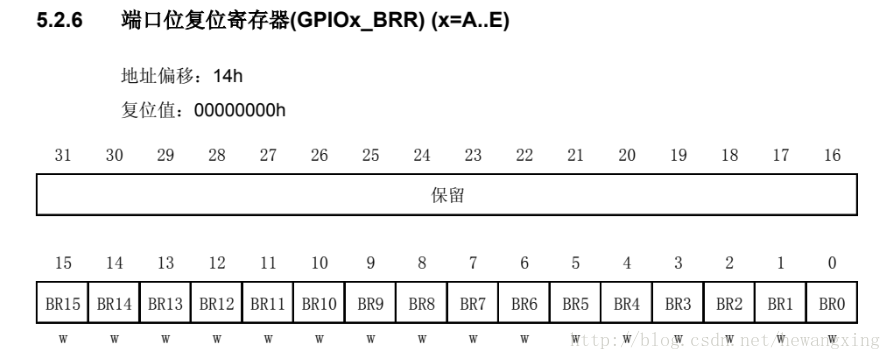 5.2.6 端口位复位寄存器(GPIOx_BRR) (x=A..E)
地址偏移：14h
复位值：00000000h
31 30 29 28 27 26 25 24 23 22 21 20 19 18 17 16
保留
15 14 13 12 11 10 9 8 7 6 5 4 3 2 1 0
BR15 BR14 BR13 BR12 BR11 BR10 BR9 BR8 BR7 BR6 BR5 BR4 BR3 BR2 BR1 BR0
w w w w w w w w w w w w w w w w
http://blog.csdn.net/hewangxing